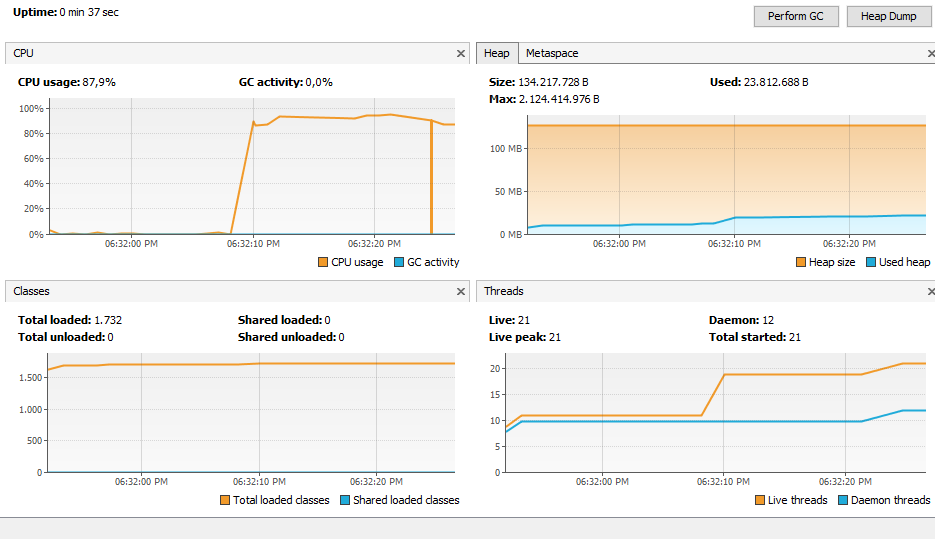 Uptime: 0 min 37 sec
Perform GC
Heap Dump
CPU
CPU usage: 87,9%
GC activity: 0,0%
100%
80%
60%
40%
20%
0%
06:32:00 PM
06:32:10 PM
06:32:20 PM
CPU usage
GC activity
Heap
Metaspace
Size: 134.217.728 B
Used: 23.812.688 B
Max: 2.124.414.976 B
100 MB
50 MB
0 MB
06:32:00 PM
06:32:10 PM
06:32:20 PM
Heap size
Used heap
Classes
Total loaded: 1.732
Shared loaded: 0
Total unloaded: 0
Shared unloaded: 0
1.500
1.000
500
0
06:32:00 PM
06:32:10 PM
06:32:20 PM
Total loaded classes
Shared loaded classes
Threads
Live: 21
Daemon: 12
Live peak: 21
Total started: 21
20
15
10
5
0
06:32:00 PM
06:32:10 PM
06:32:20 PM
Live threads
Daemon threads